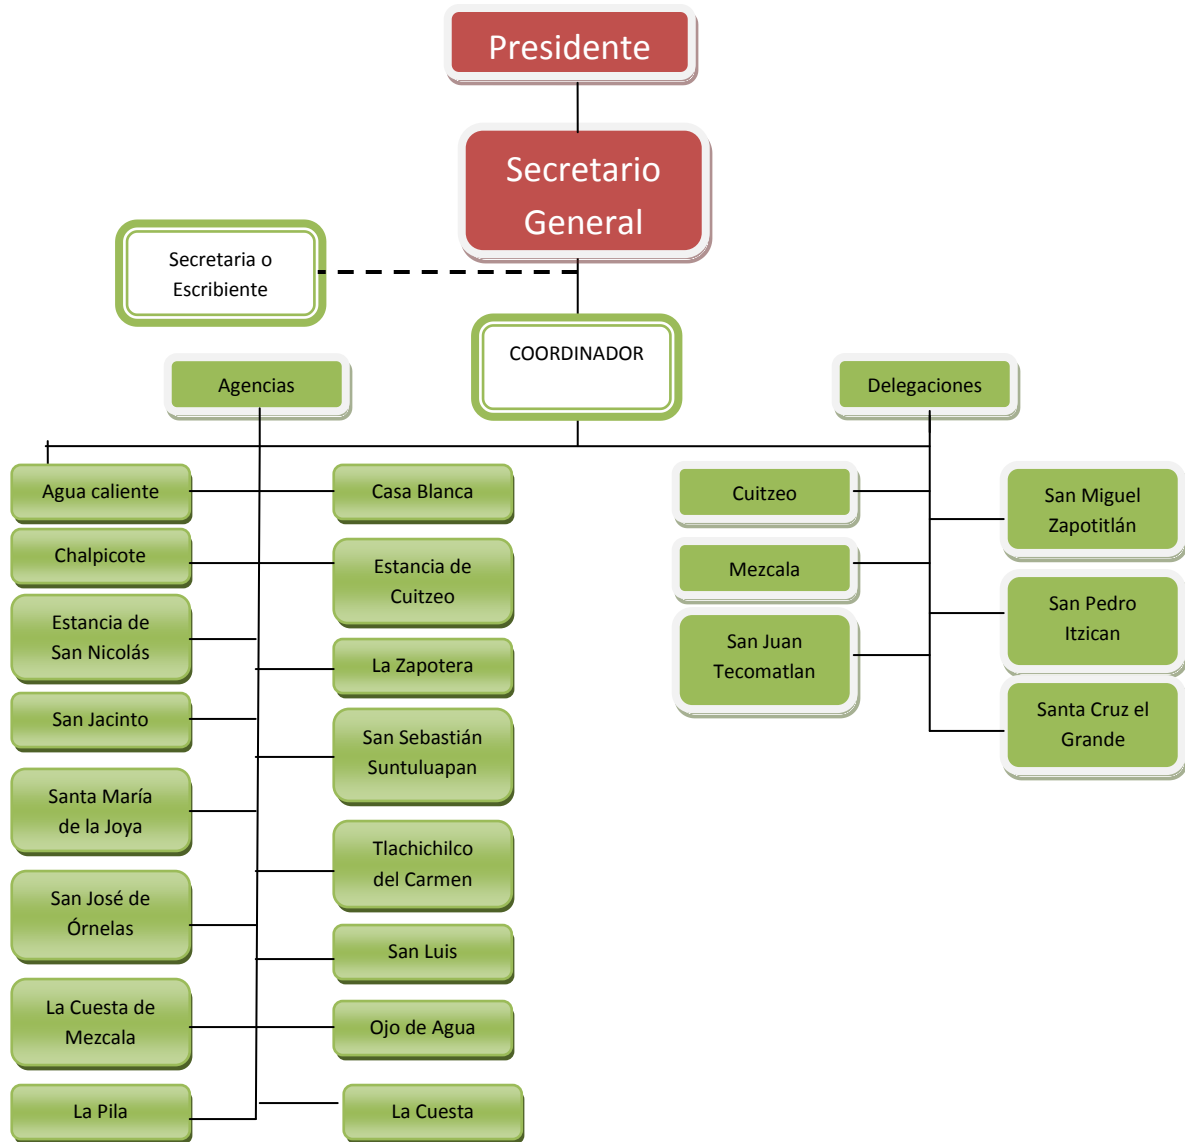 Presidente
Secretario
General
Secretaria o
Escribiente
COORDINADOR
Agencias
Delegaciones
Agua caliente
Casa Blanca
Chalpicote
Estancia de
Cuitzeo
Estancia de
San Nicolás
La Zapotera
San Jacinto
San Sebastián
Suntuluapan
Santa María
de la Joya
Tlachichilco
del Carmen
San José de
Órnelas
San Luis
La Cuesta de
Mezcala
Ojo de Agua
La Pila
La Cuesta
Cuitzeo
San Miguel
Zapotitlán
Mezcala
San Pedro
Itzican
San Juan
Tecomatlan
Santa Cruz el
Grande